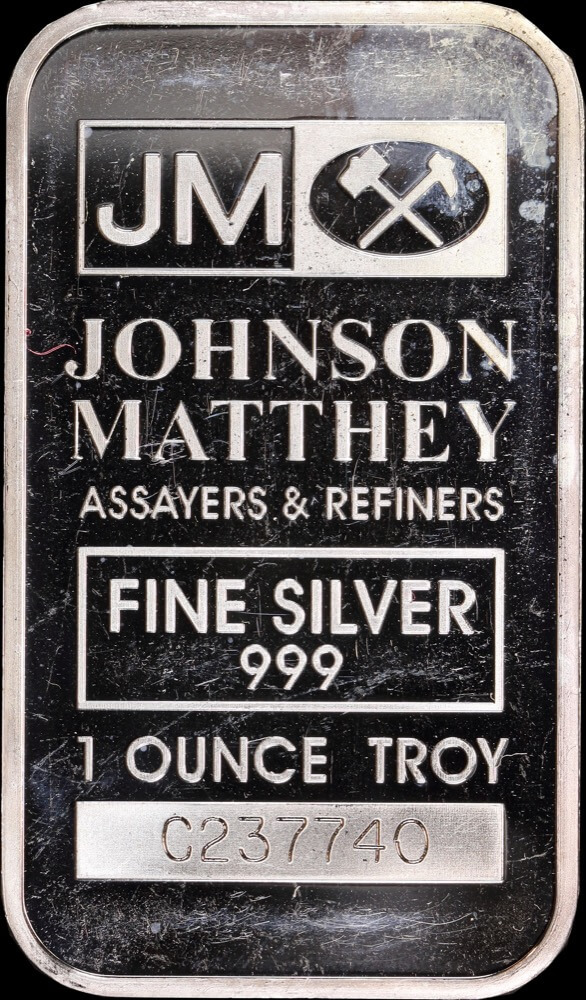 JM
JOHNSON
MATTHEY
ASSAYERS & REFINERS
FINE SILVER
999
1 OUNCE TROY
C237740